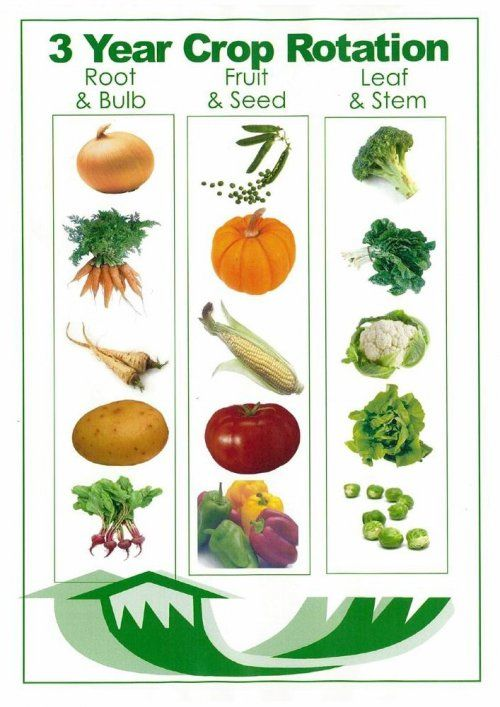 3 Year Crop Rotation
Root
& Bulb
Fruit
& Seed
Leaf
& Stem